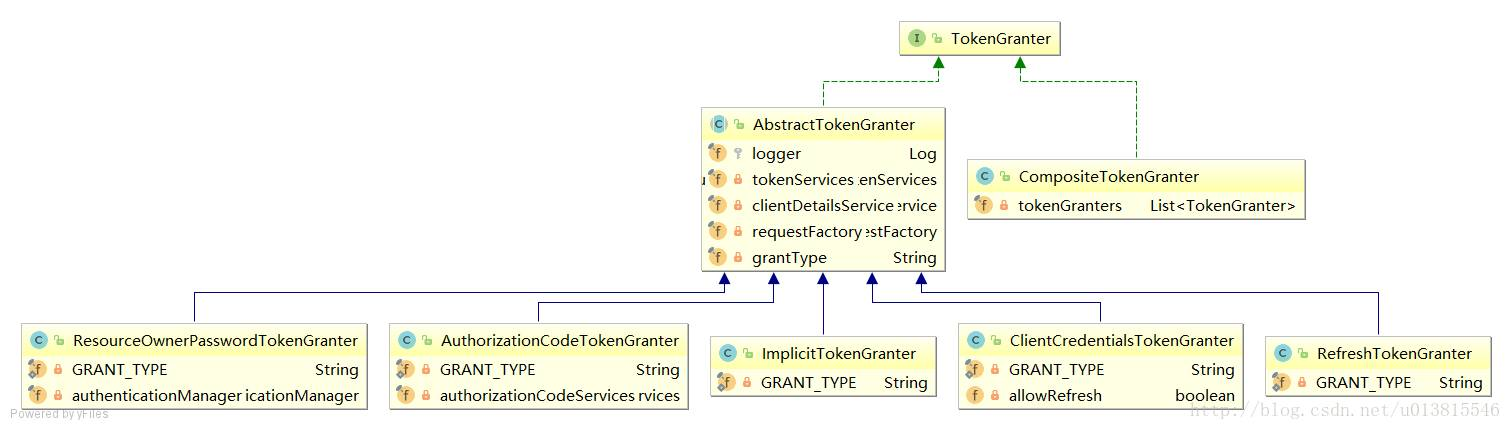 TokenGranter
AbstractTokenGranter
logger Log
tokenServices enServices
clientDetailsService ervice
requestFactory estFactory
grantType String
CompositeTokenGranter
tokenGranters List<TokenGranter>
ResourceOwnerPasswordTokenGranter
GRANT_TYPE String
authenticationManager icationManager
AuthorizationCodeTokenGranter
GRANT_TYPE String
authorizationCodeServices rvices
ImplicitTokenGranter
GRANT_TYPE String
ClientCredentialsTokenGranter
GRANT_TYPE String
allowRefresh boolean
RefreshTokenGranter
GRANT_TYPE String
Powered by yFiles
http://blog.csdn.net/u013815546